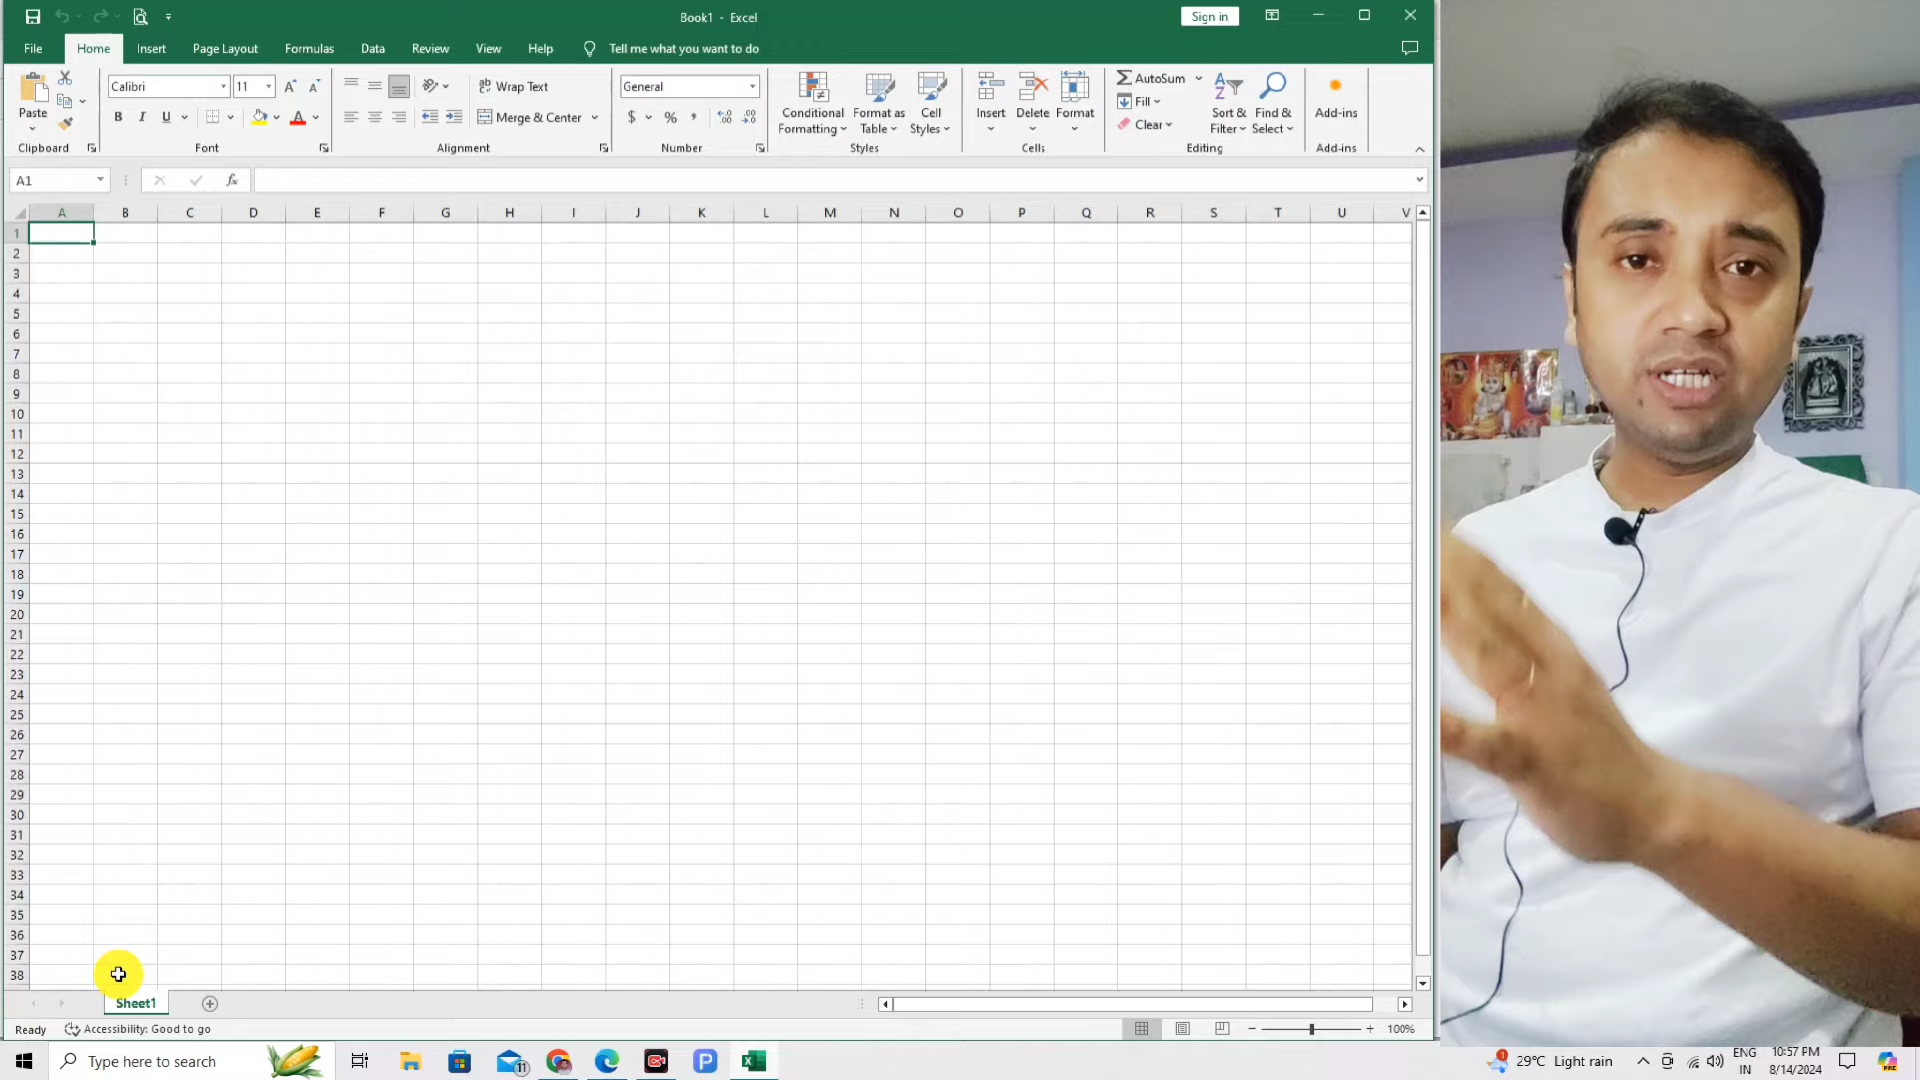 Book1 - Excel
Sign in
File Home Insert Page Layout Formulas Data Review View Help Tell me what you want to do
Paste
Clipboard
Calibri 11
B I U
Font
Wrap Text
Merge & Center
Alignment
General
$ % ,
Number
Conditional Formatting
Format as Table
Cell Styles
Styles
Insert Delete Format
Cells
AutoSum
Fill
Clear
Sort & Filter
Find & Select
Editing
Add-ins
Add-ins
A1
fx
A B C D E F G H I J K L M N O P Q R S T U V
1
2
3
4
5
6
7
8
9
10
11
12
13
14
15
16
17
18
19
20
21
22
23
24
25
26
27
28
29
30
31
32
33
34
35
36
37
38
Sheet1
Ready Accessibility: Good to go
100%
Type here to search
11
1 29°C Light rain
ENG
IN
10:57 PM
8/14/2024
PRE